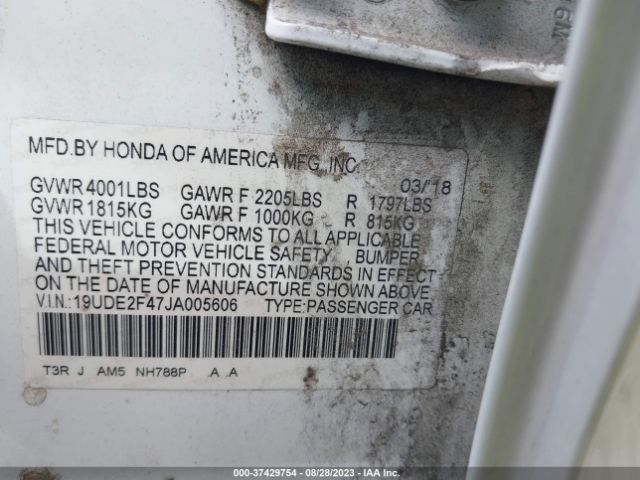 6M
MFD.BY HONDA OF AMERICA MFG.,INC. 03/18
GVWR 4001LBS GAWR F 2205LBS R 1797LBS
GVWR 1815KG GAWR F 1000KG R 815KG
THIS VEHICLE CONFORMS TO ALL APPLICABLE
FEDERAL MOTOR VEHICLE SAFETY, BUMPER
AND THEFT PREVENTION STANDARDS IN EFFECT
ON THE DATE OF MANUFACTURE SHOWN ABOVE.
V.I.N.:19UDE2F47JA005606 TYPE:PASSENGER CAR
T3R J AM5 NH788P .A .A
000-37429754 - 08/28/2023 - IAA Inc.